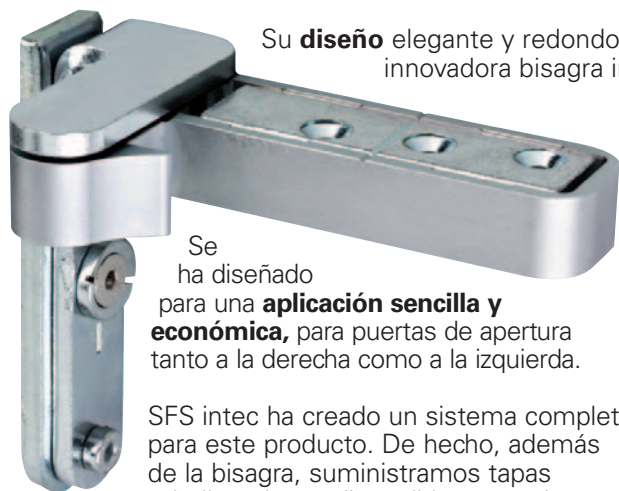 Su diseño elegante y redondo
innovadora bisagra
Se
ha diseñado
para una aplicación sencilla y
económica, para puertas de apertura
tanto a la derecha como a la izquierda.
SFS intec ha creado un sistema
para este producto. De hecho, además
de la bisagra, suministramos tapas